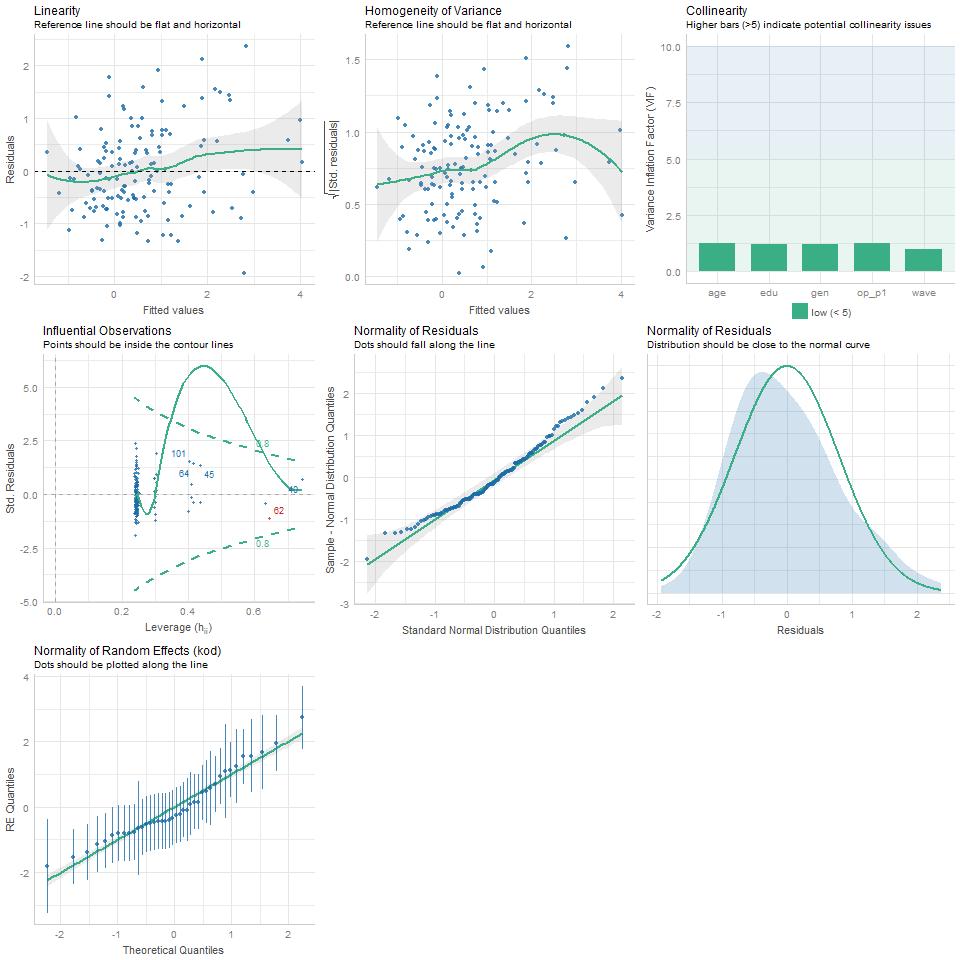 Linearity
Reference line should be flat and horizontal
Residuals
2
1
0
-1
-2
0
2
4
Fitted values
Homogeneity of Variance
Reference line should be flat and horizontal
√|Std. residuals|
1.5
1.0
0.5
0.0
0
2
4
Fitted values
Collinearity
Higher bars (>5) indicate potential collinearity issues
Variance Inflation Factor (VIF)
10.0
7.5
5.0
2.5
0.0
age edu gen op_p1 wave
low (< 5)
Influential Observations
Points should be inside the contour lines
Std. Residuals
5.0
2.5
0.0
-2.5
-5.0
0.8
101
64
45
62
0.8
0.0 0.2 0.4 0.6
Leverage (hii)
Normality of Residuals
Dots should fall along the line
Sample - Normal Distribution Quantiles
2
1
0
-1
-2
-3
-2 -1 0 1 2
Standard Normal Distribution Quantiles
Normality of Residuals
Distribution should be close to the normal curve
-2 -1 0 1 2
Residuals
Normality of Random Effects (kod)
Dots should be plotted along the line
RE Quantiles
4
2
0
-2
-2 -1 0 1 2
Theoretical Quantiles